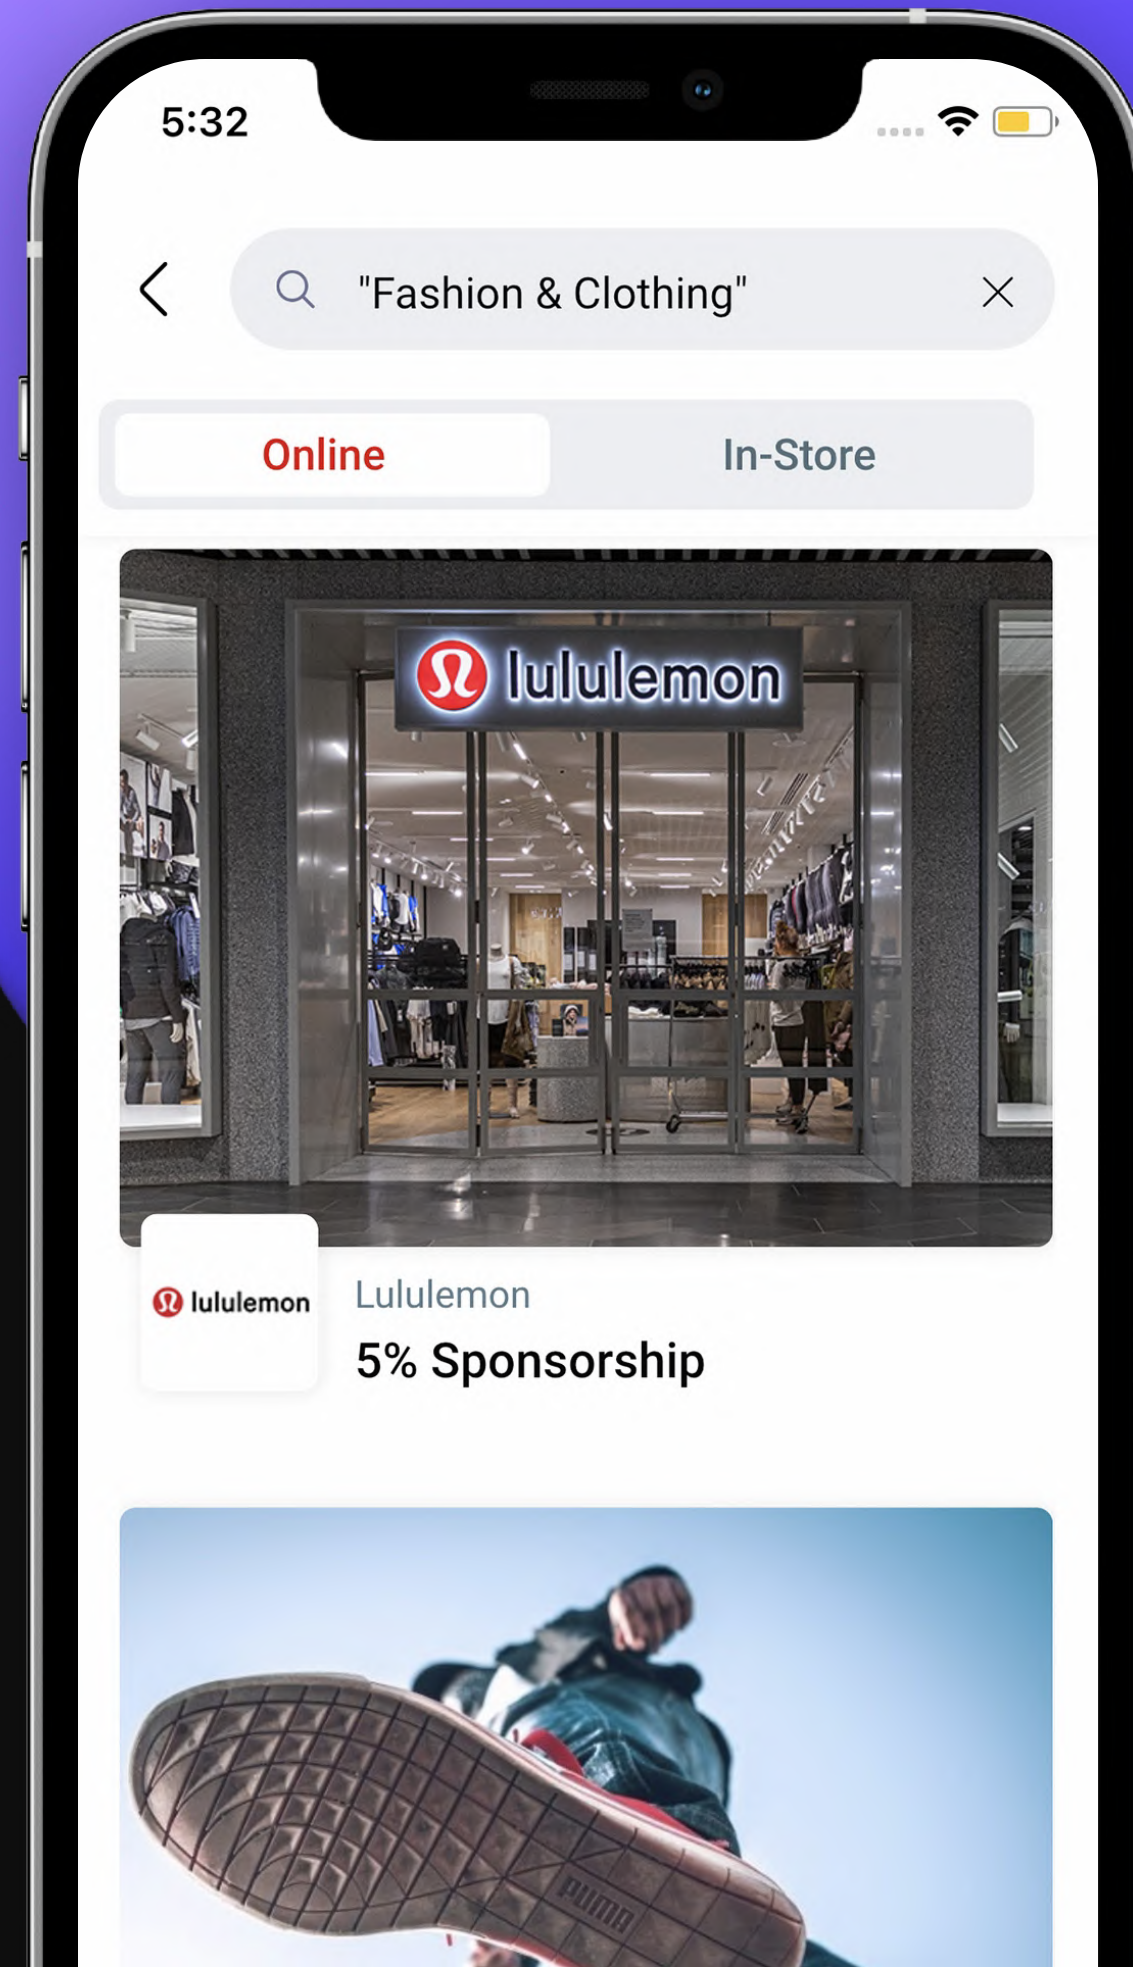 5:32
"Fashion & Clothing"
Online
In-Store
lululemon
lululemon
Lululemon
5% Sponsorship
PUMA